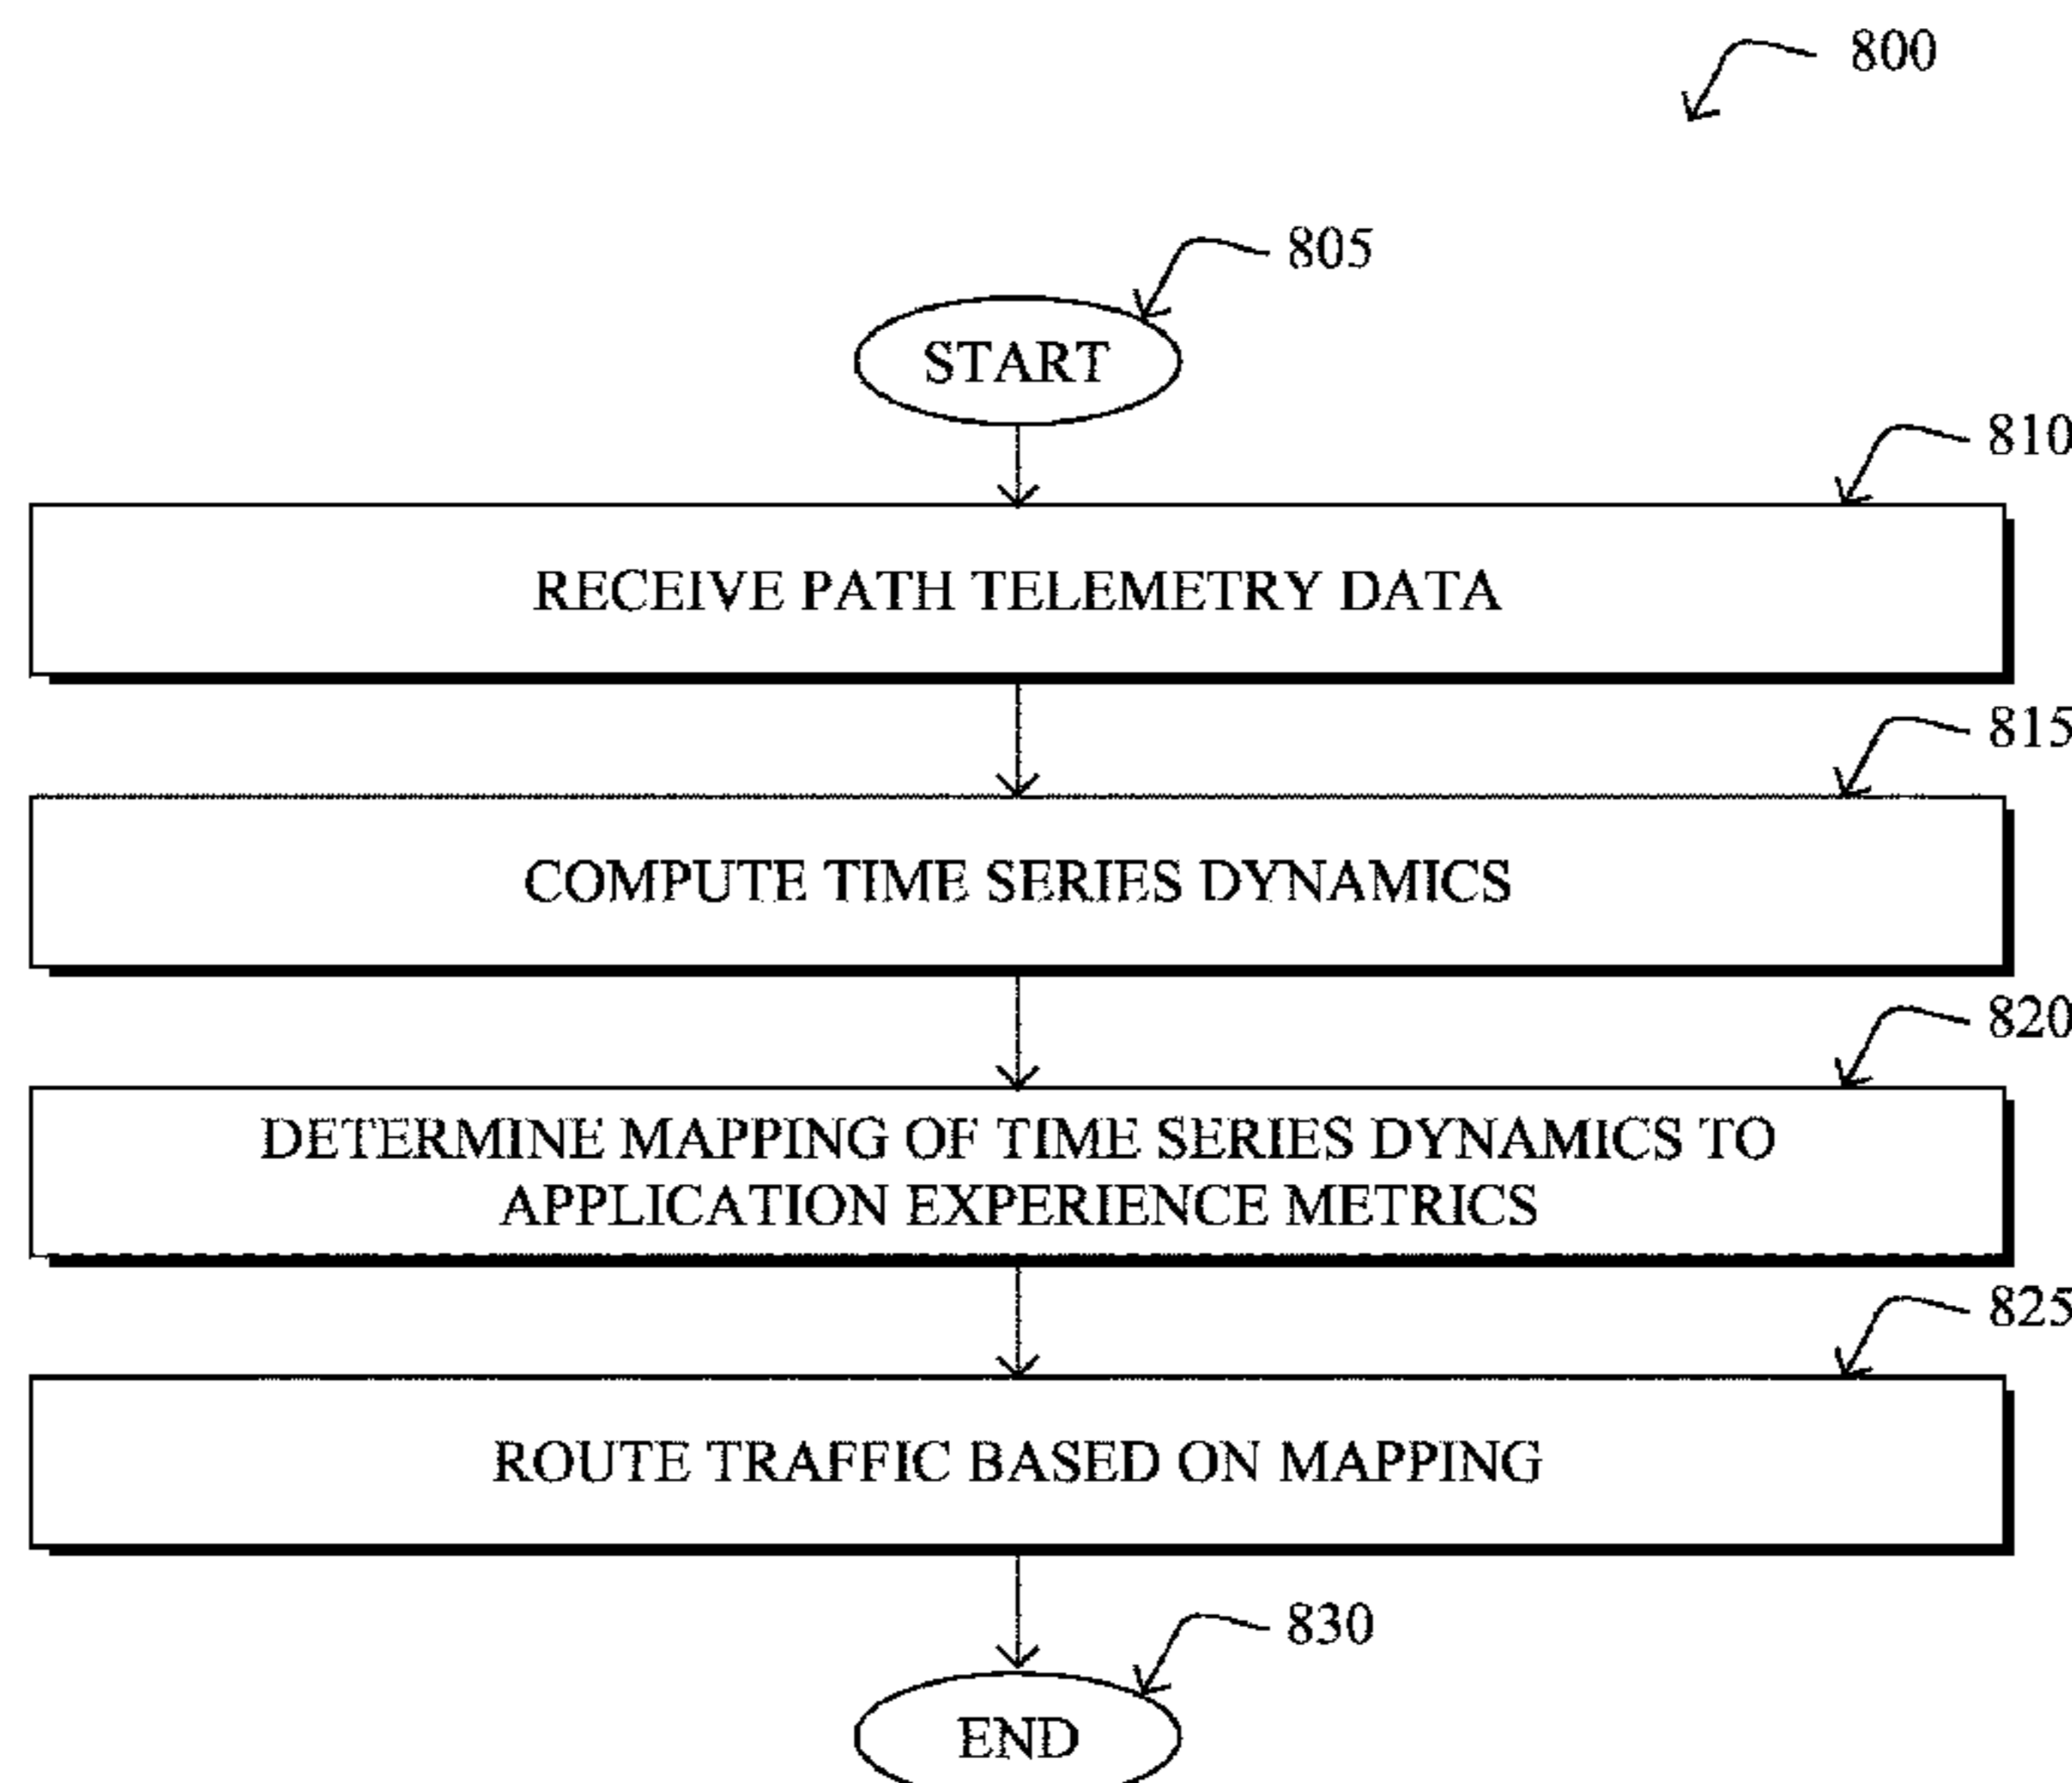 800
805
START
810
RECEIVE PATH TELEMETRY DATA
815
COMPUTE TIME SERIES DYNAMICS
820
DETERMINE MAPPING OF TIME SERIES DYNAMICS TO
APPLICATION EXPERIENCE METRICS
825
ROUTE TRAFFIC BASED ON MAPPING
830
END